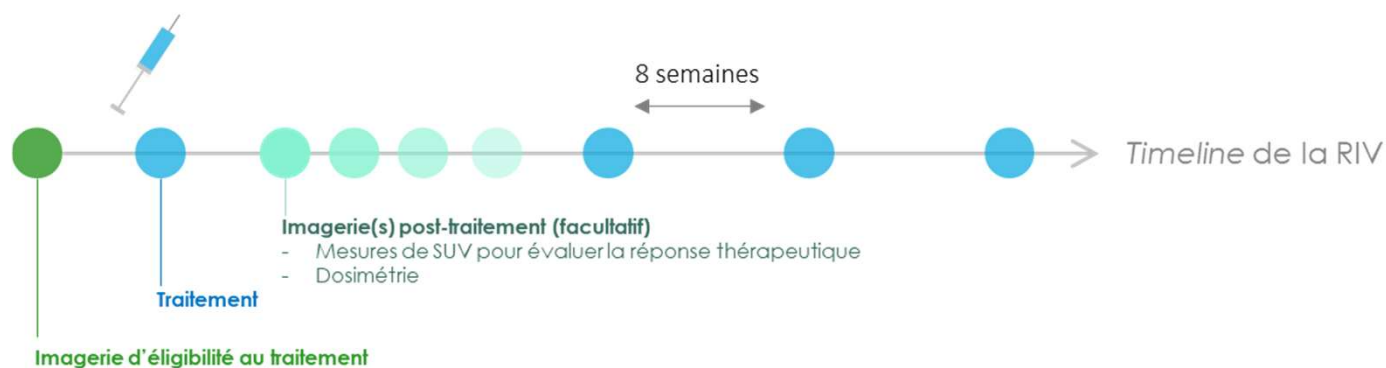 8 semaines
Timeline de la RIV
Imagerie(s) post-traitement (facultatif)
- Mesures de SUV pour évaluer la réponse thérapeutique
- Dosimétrie
Traitement
Imagerie d'éligibilité au traitement